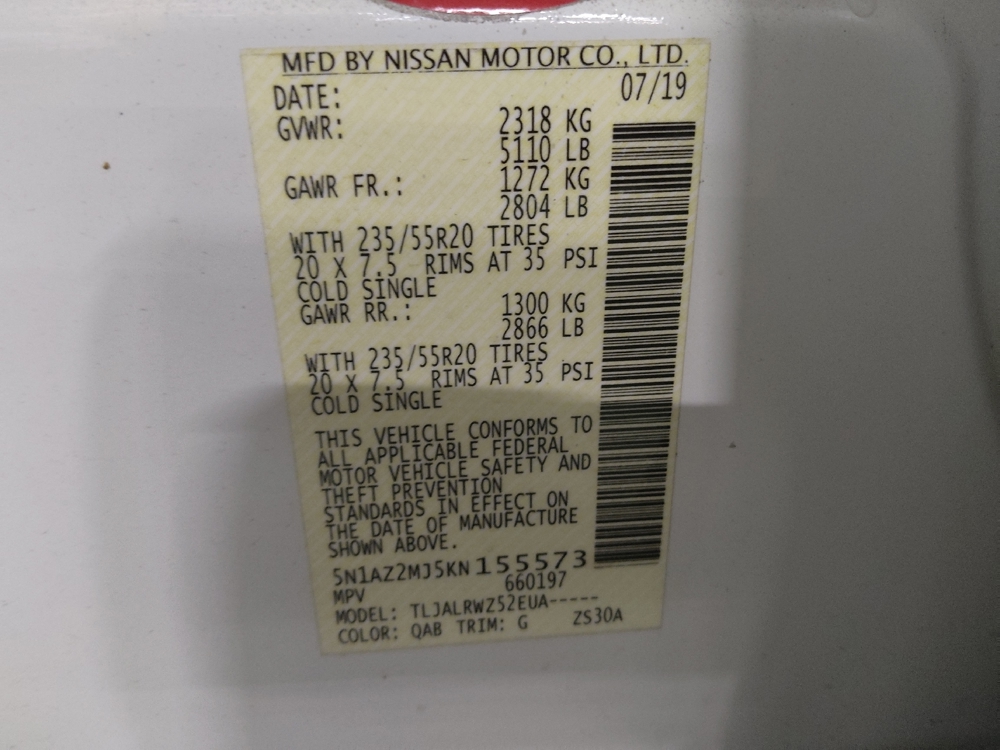 MFD BY NISSAN MOTOR CO., LTD.
DATE: 07/19
GVWR: 2318 KG
5110 LB
GAWR FR.: 1272 KG
2804 LB
WITH 235/55R20 TIRES
20 X 7.5 RIMS AT 35 PSI
COLD SINGLE
GAWR RR.: 1300 KG
2866 LB
WITH 235/55R20 TIRES
20 X 7.5 RIMS AT 35 PSI
COLD SINGLE
THIS VEHICLE CONFORMS TO
ALL APPLICABLE FEDERAL
MOTOR VEHICLE SAFETY AND
THEFT PREVENTION
STANDARDS IN EFFECT ON
THE DATE OF MANUFACTURE
SHOWN ABOVE.
5N1AZ2MJ5KN155573
MPV 660197
MODEL: TLJALRWZ52EUA-----
COLOR: QAB TRIM: G ZS30A